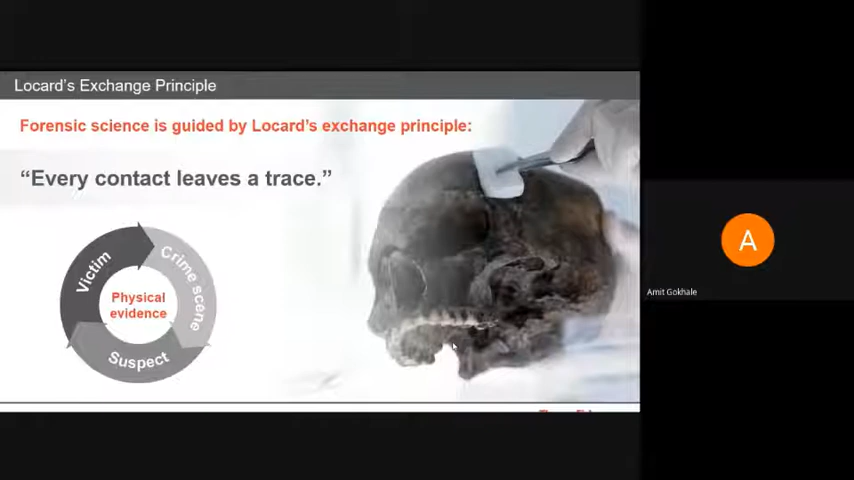 Locard's Exchange Principle
Forensic science is guided by Locard's exchange principle:
“Every contact leaves a trace.”
Victim
Crime scene
Physical
evidence
Suspect
A
Amit Gokhale